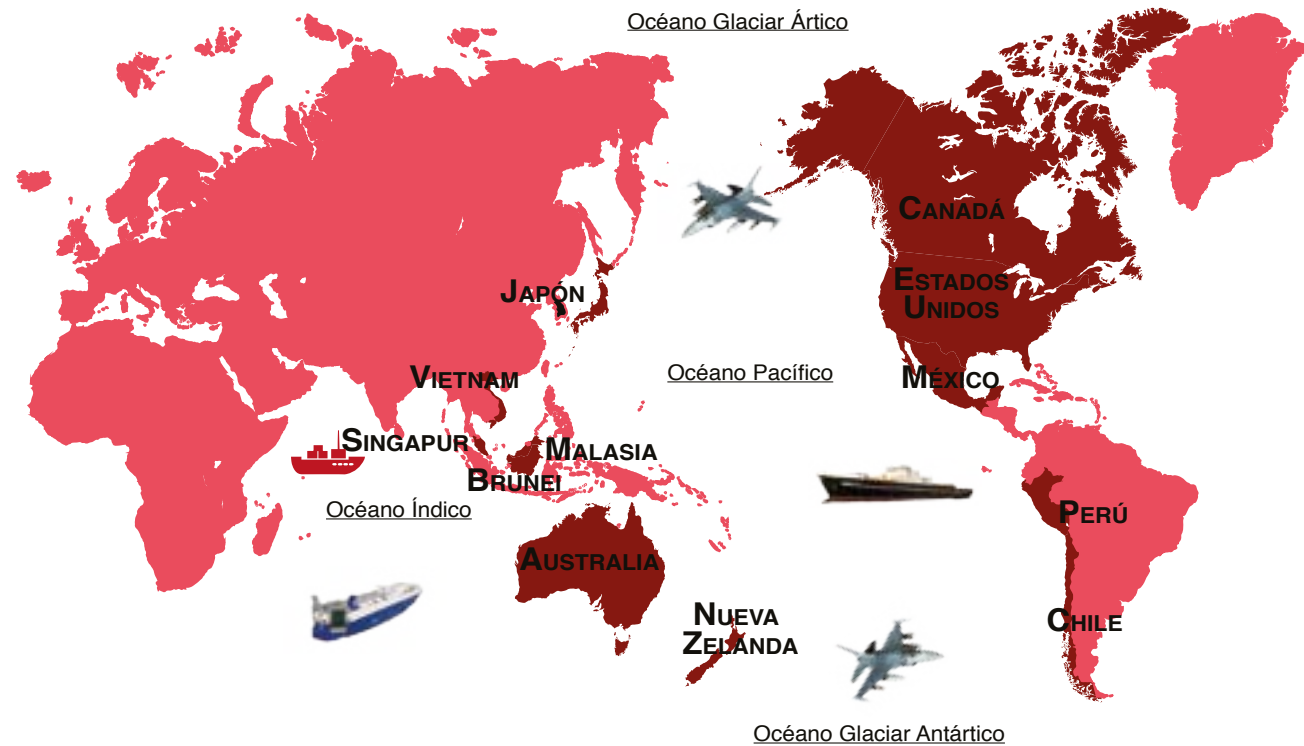 Océano Glaciar Ártico
CANADÁ
ESTADOS
UNIDOS
JAPÓN
Océano Pacífico
VIETNAM
MÉXICO
SINGAPUR
MALASIA
BRUNEI
Océano Índico
PERÚ
AUSTRALIA
NUEVA
ZELANDA
CHILE
Océano Glaciar Antártico